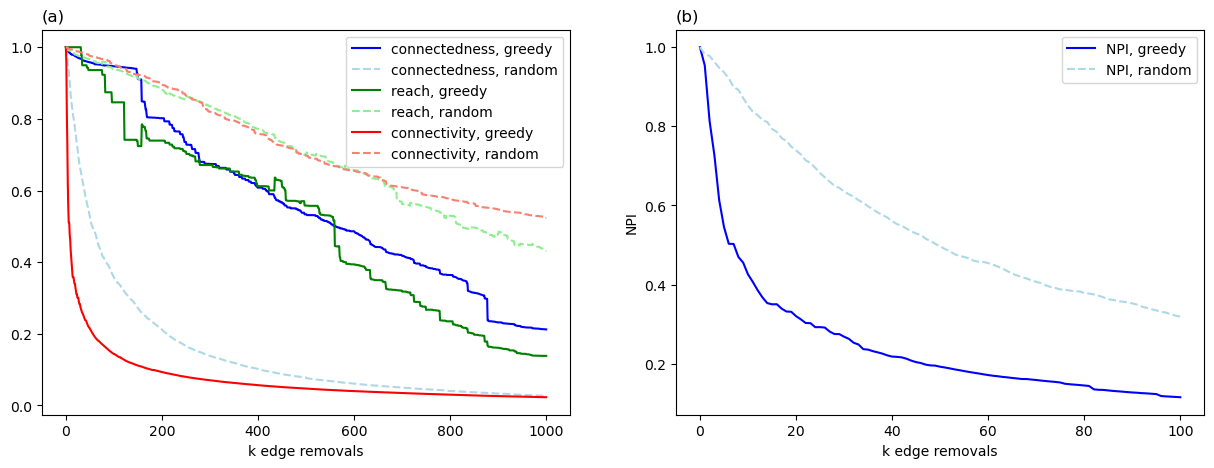 (a)
connectedness, greedy
connectedness, random
reach, greedy
reach, random
connectivity, greedy
connectivity, random
1.0
0.8
0.6
0.4
0.2
0.0
0 200 400 600 800 1000
k edge removals
(b)
NPI, greedy
NPI, random
NPI
1.0
0.8
0.6
0.4
0.2
0 20 40 60 80 100
k edge removals